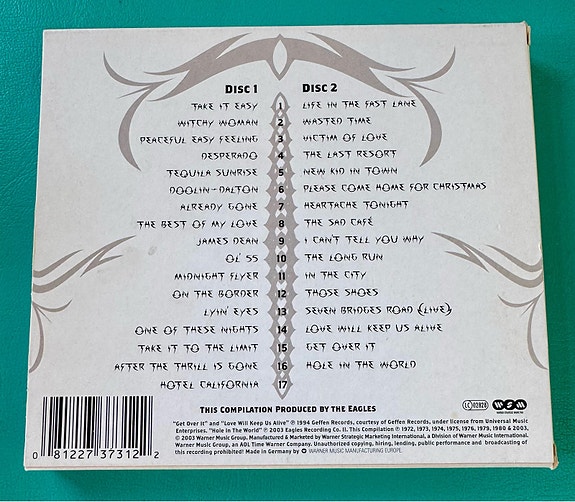 DISC 1 DISC 2
TAKE IT EASY 1 LIFE IN THE FAST LANE
WITCHY WOMAN 2 WASTED TIME
PEACEFUL EASY FEELING 3 VICTIM OF LOVE
DESPERADO 4 THE LAST RESORT
TEQUILA SUNRISE 5 NEW KID IN TOWN
DOOLIN-DALTON 6 PLEASE COME HOME FOR CHRISTMAS
ALREADY GONE 7 HEARTACHE TONIGHT
THE BEST OF MY LOVE 8 THE SAD CAFÉ
JAMES DEAN 9 I CAN'T TELL YOU WHY
OL' 55 10 THE LONG RUN
MIDNIGHT FLYER 11 IN THE CITY
ON THE BORDER 12 THOSE SHOES
LYIN' EYES 13 SEVEN BRIDGES ROAD (LIVE)
ONE OF THESE NIGHTS 14 LOVE WILL KEEP US ALIVE
TAKE IT TO THE LIMIT 15 GET OVER IT
AFTER THE THRILL IS GONE 16 HOLE IN THE WORLD
HOTEL CALIFORNIA 17
THIS COMPILATION PRODUCED BY THE EAGLES
LC 02828 WSM
"Get Over It" and "Love Will Keep Us Alive" ℗ 1994 Geffen Records, courtesy of Geffen Records, under license from Universal Music
Enterprises. "Hole In The World" ℗ 2003 Eagles Recording Co. II. This Compilation ℗ 1972, 1973, 1974, 1975, 1976, 1979, 1980 & 2003,
© 2003 Warner Music Group. Manufactured & Marketed by Warner Strategic Marketing International, a Division of Warner Music International.
Warner Music Group, an AOL Time Warner Company. Unauthorized copying, hiring, lending, public performance and broadcasting of
this recording prohibited! Made in Germany by WARNER MUSIC MANUFACTURING EUROPE.
0 81227 37312 2